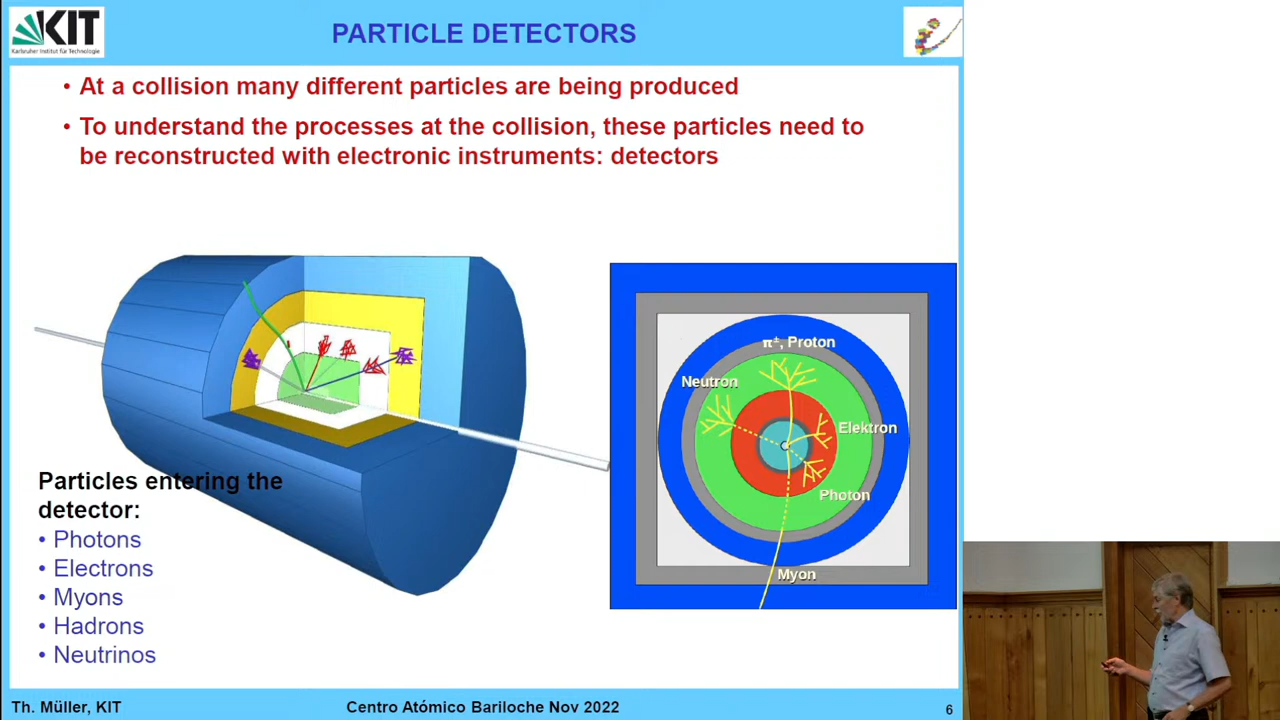 KIT
Karlsruher Institut für Technologie
PARTICLE DETECTORS
• At a collision many different particles are being produced
• To understand the processes at the collision, these particles need to
be reconstructed with electronic instruments: detectors
π±, Proton
Neutron
Elektron
Photon
Myon
Particles entering the
detector:
• Photons
• Electrons
• Myons
• Hadrons
• Neutrinos
Th. Müller, KIT
Centro Atómico Bariloche Nov 2022
6